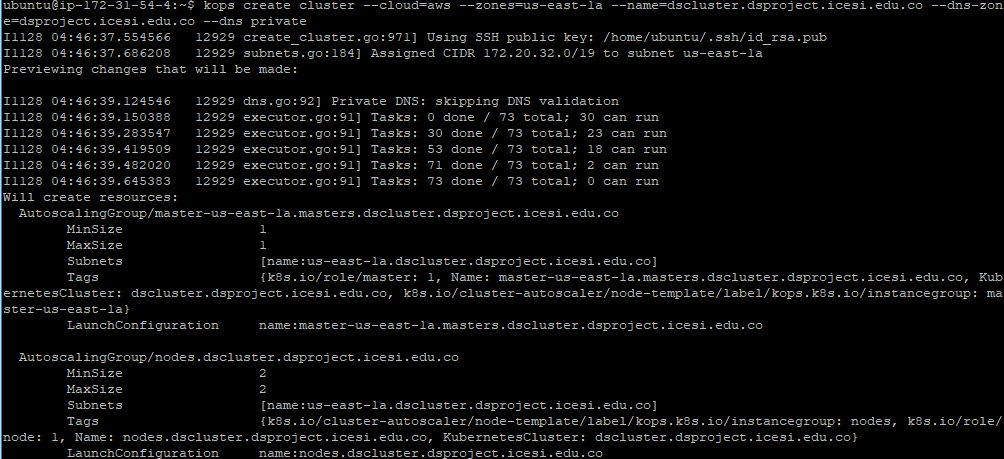 ubuntu@ip-172-31-54-4:~$ kops create cluster --cloud=aws --zones=us-east-1a --name=dscluster.dsproject.icesi.edu.co --dns-zon
e=dsproject.icesi.edu.co --dns private
I1128 04:46:37.554566   12929 create_cluster.go:971] Using SSH public key: /home/ubuntu/.ssh/id_rsa.pub
I1128 04:46:37.686208   12929 subnets.go:184] Assigned CIDR 172.20.32.0/19 to subnet us-east-1a
Previewing changes that will be made:

I1128 04:46:39.124546   12929 dns.go:92] Private DNS: skipping DNS validation
I1128 04:46:39.150388   12929 executor.go:91] Tasks: 0 done / 73 total; 30 can run
I1128 04:46:39.283547   12929 executor.go:91] Tasks: 30 done / 73 total; 23 can run
I1128 04:46:39.419509   12929 executor.go:91] Tasks: 53 done / 73 total; 18 can run
I1128 04:46:39.482020   12929 executor.go:91] Tasks: 71 done / 73 total; 2 can run
I1128 04:46:39.645383   12929 executor.go:91] Tasks: 73 done / 73 total; 0 can run
Will create resources:
  AutoscalingGroup/master-us-east-1a.masters.dscluster.dsproject.icesi.edu.co
        MinSize                 1
        MaxSize                 1
        Subnets                 [name:us-east-1a.dscluster.dsproject.icesi.edu.co]
        Tags                    {k8s.io/role/master: 1, Name: master-us-east-1a.masters.dscluster.dsproject.icesi.edu.co, Kub
ernetesCluster: dscluster.dsproject.icesi.edu.co, k8s.io/cluster-autoscaler/node-template/label/kops.k8s.io/instancegroup: ma
ster-us-east-1a}
        LaunchConfiguration     name:master-us-east-1a.masters.dscluster.dsproject.icesi.edu.co

  AutoscalingGroup/nodes.dscluster.dsproject.icesi.edu.co
        MinSize                 2
        MaxSize                 2
        Subnets                 [name:us-east-1a.dscluster.dsproject.icesi.edu.co]
        Tags                    {k8s.io/cluster-autoscaler/node-template/label/kops.k8s.io/instancegroup: nodes, k8s.io/role/
node: 1, Name: nodes.dscluster.dsproject.icesi.edu.co, KubernetesCluster: dscluster.dsproject.icesi.edu.co}
        LaunchConfiguration     name:nodes.dscluster.dsproject.icesi.edu.co